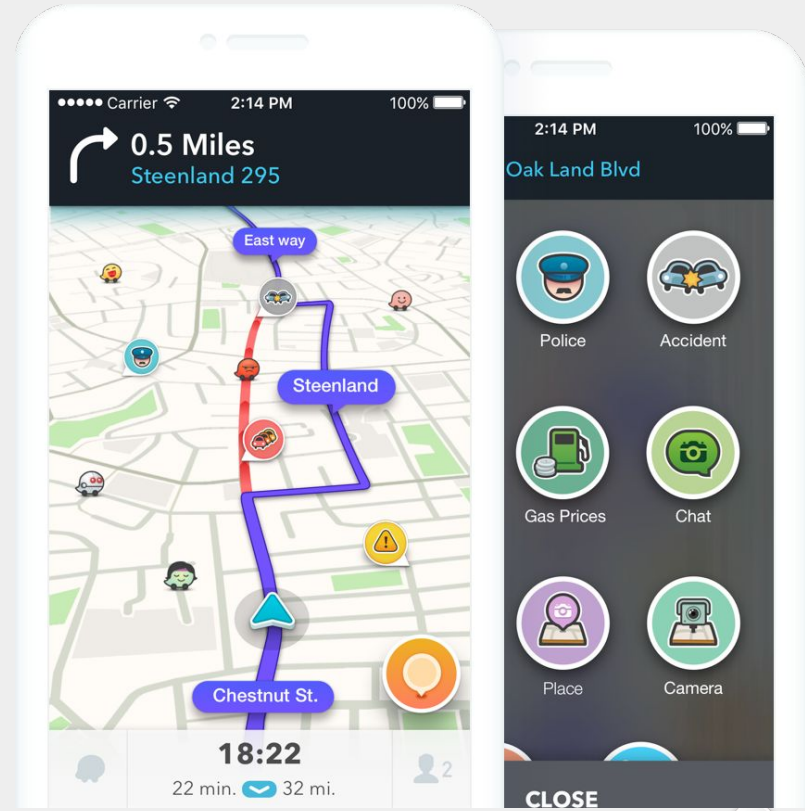 Carrier 2:14 PM 100%
0.5 Miles
Steenland 295
East way
Steenland
Chestnut St.
18:22
22 min. 32 mi.
2
2:14 PM 100%
Oak Land Blvd
Police Accident
Gas Prices Chat
Place Camera
CLOSE